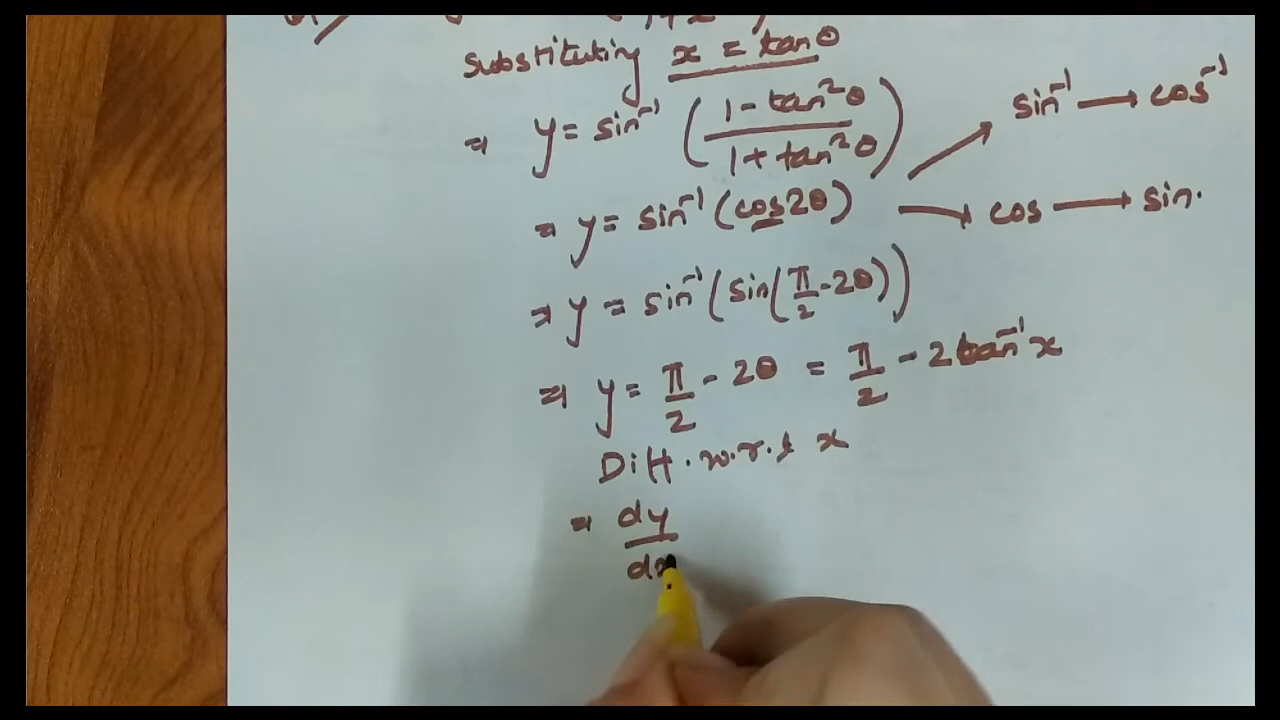 substituting x = tanθ
⇒ y = sin⁻¹ (1 - tan²θ / 1 + tan²θ)
sin⁻¹ → cos⁻¹
⇒ y = sin⁻¹ (cos2θ)
cos → sin.
⇒ y = sin⁻¹(sin(π/2 - 2θ))
⇒ y = π/2 - 2θ = π/2 - 2tan⁻¹x
Diff. w.r.t x
⇒ dy/dx